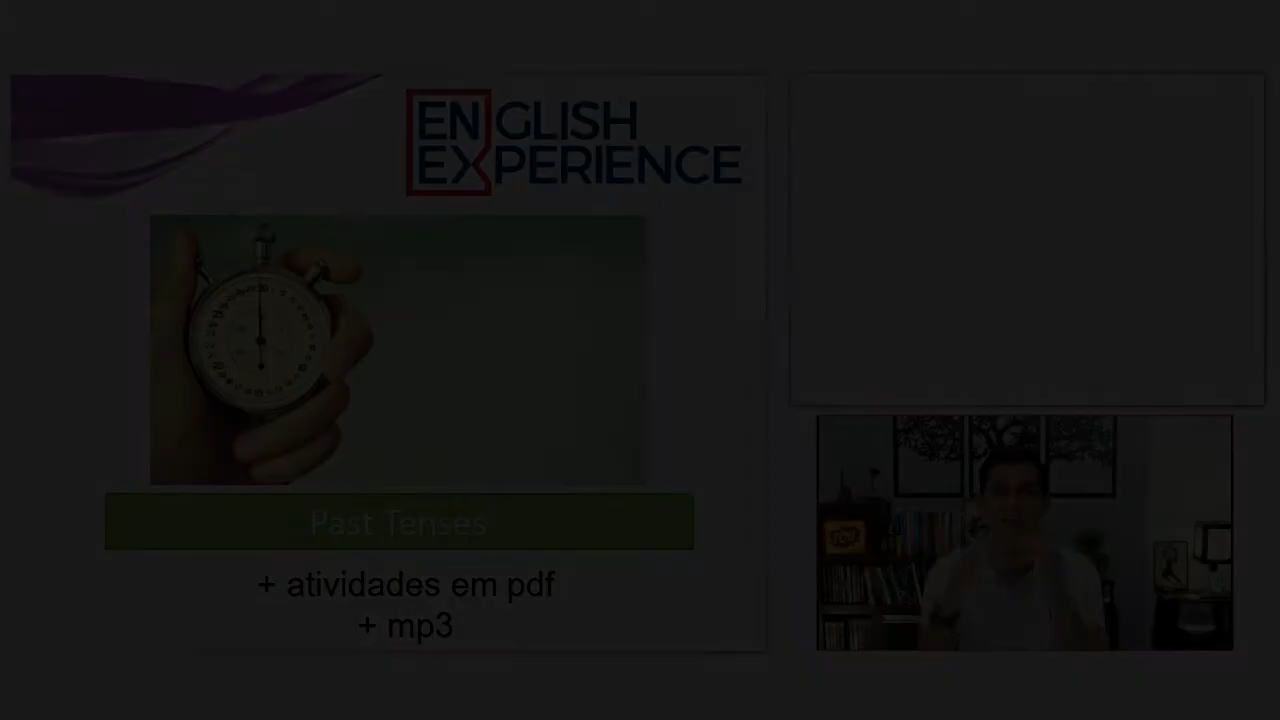 ENGLISH
EXPERIENCE
Past Tenses
+ atividades em pdf
+ mp3